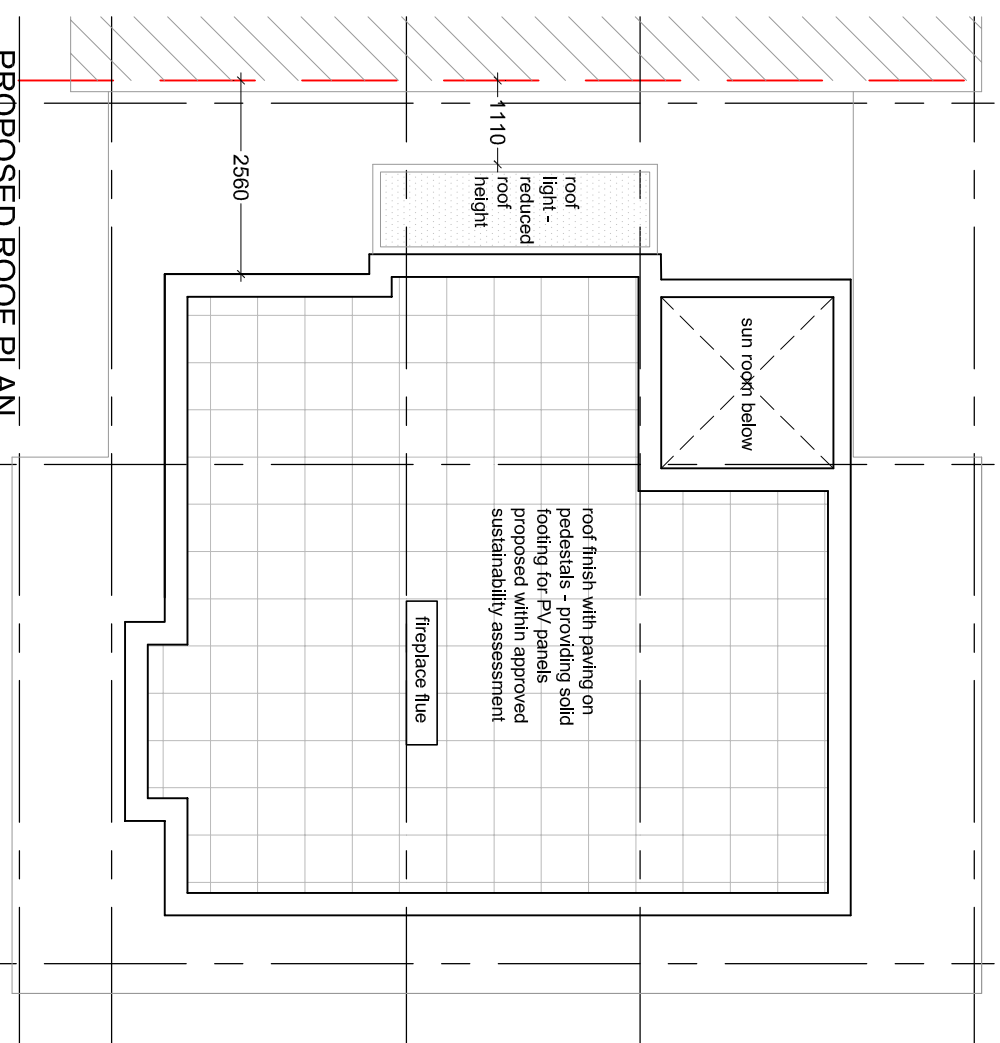 PROPOSED ROOF PLAN
2560
1110
roof
light -
reduced
roof
height
sun room below
roof finish with paving on
pedestals - providing solid
footing for PV panels
proposed within approved
sustainability assessment
fireplace flue